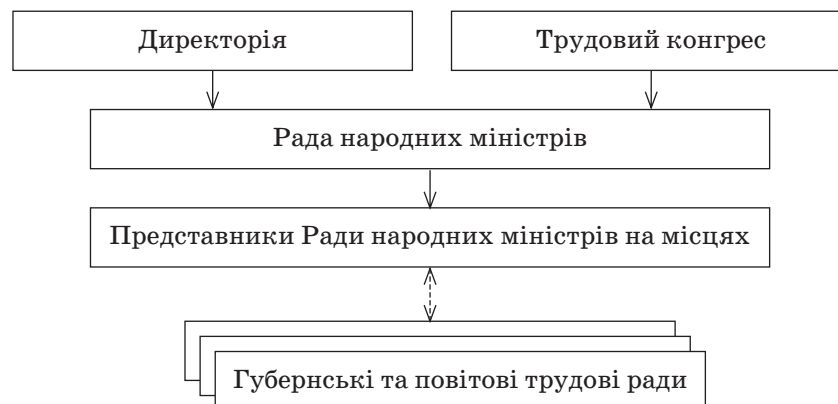 Директорія
Трудовий конгрес
Рада народних міністрів
Представники Ради народних міністрів на місцях
Губернські та повітові трудові ради